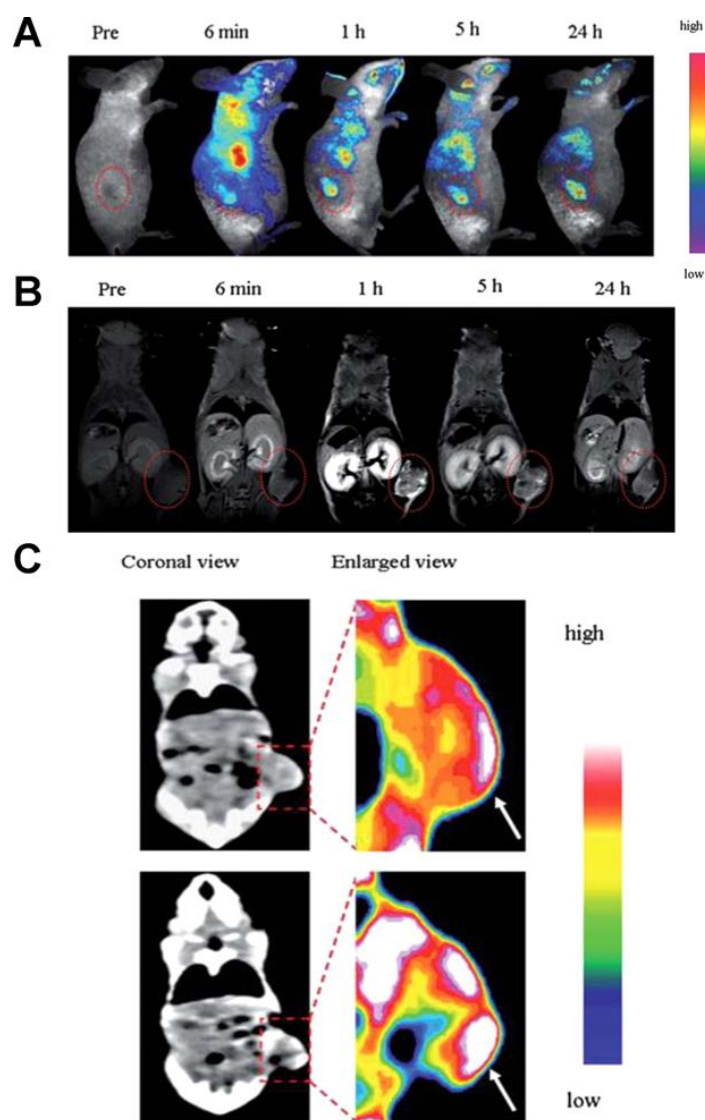 A
Pre 6 min 1 h 5 h 24 h high
low
B
Pre 6 min 1 h 5 h 24 h
C
Coronal view Enlarged view
high
low